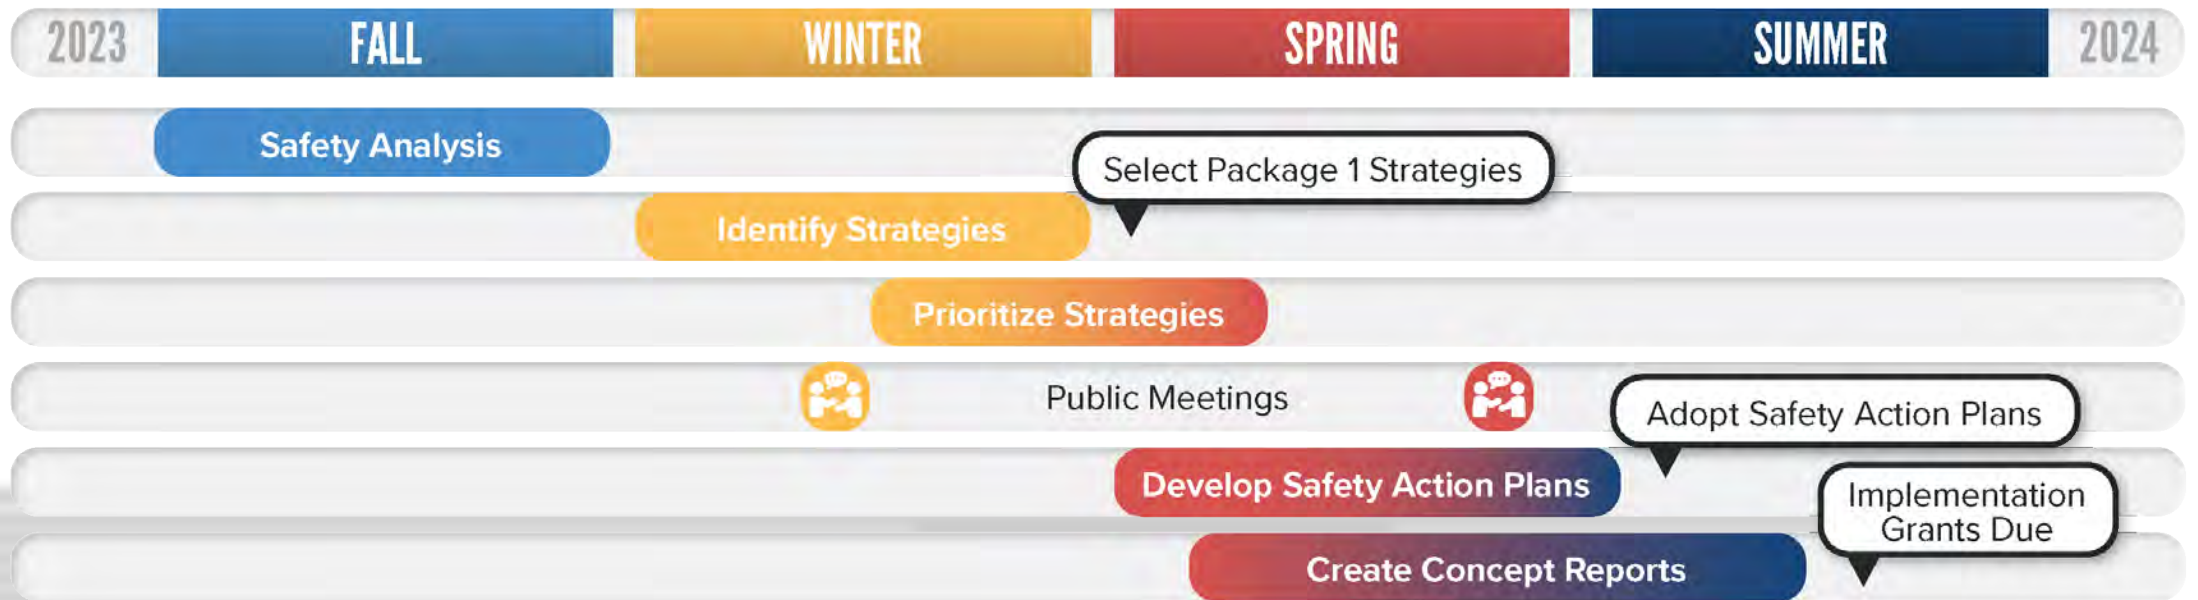 2023 FALL WINTER SPRING SUMMER 2024
Safety Analysis
Select Package 1 Strategies
Identify Strategies
Prioritize Strategies
Public Meetings
Adopt Safety Action Plans
Develop Safety Action Plans
Implementation
Grants Due
Create Concept Reports